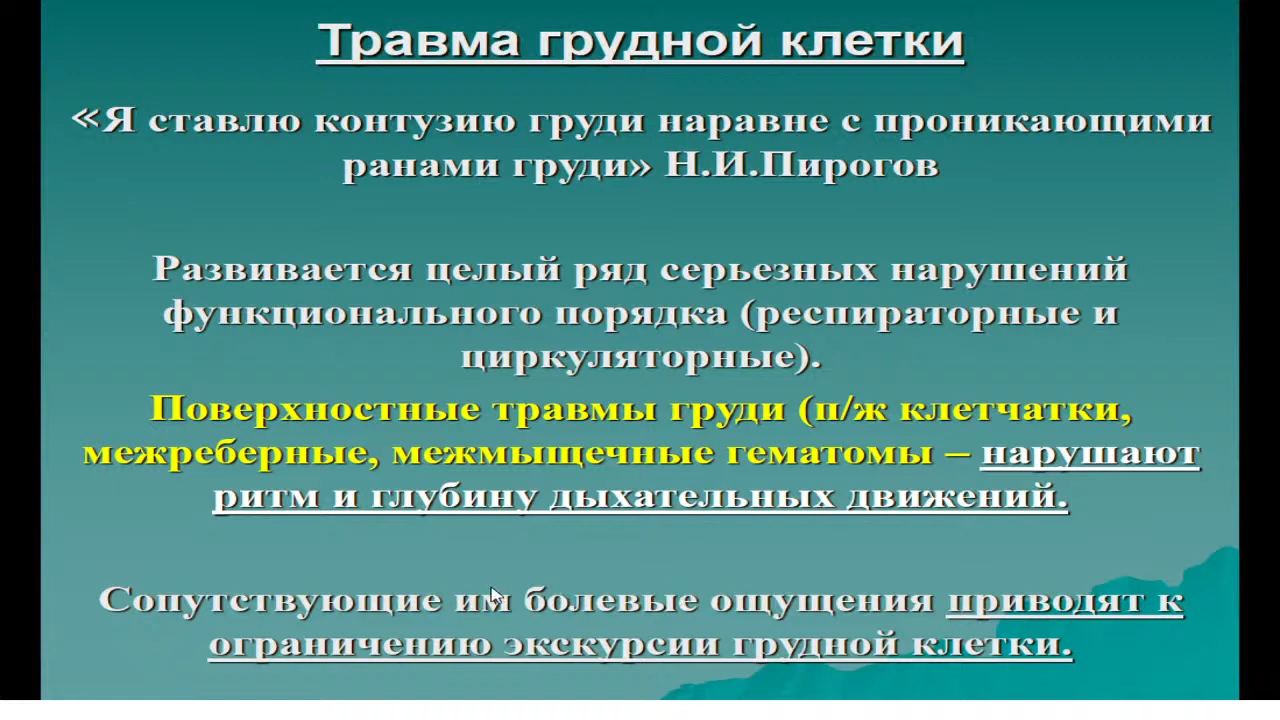 Травма грудной клетки
«Я ставлю контузию груди наравне с проникающими
ранами груди» Н.И.Пирогов
Развивается целый ряд серьезных нарушений
функционального порядка (респираторные и
циркуляторные).
Поверхностные травмы груди (п/ж клетчатки,
межреберные, межмыщечные гематомы – нарушают
ритм и глубину дыхательных движений.
Сопутствующие им болевые ощущения приводят к
ограничению экскурсии грудной клетки.